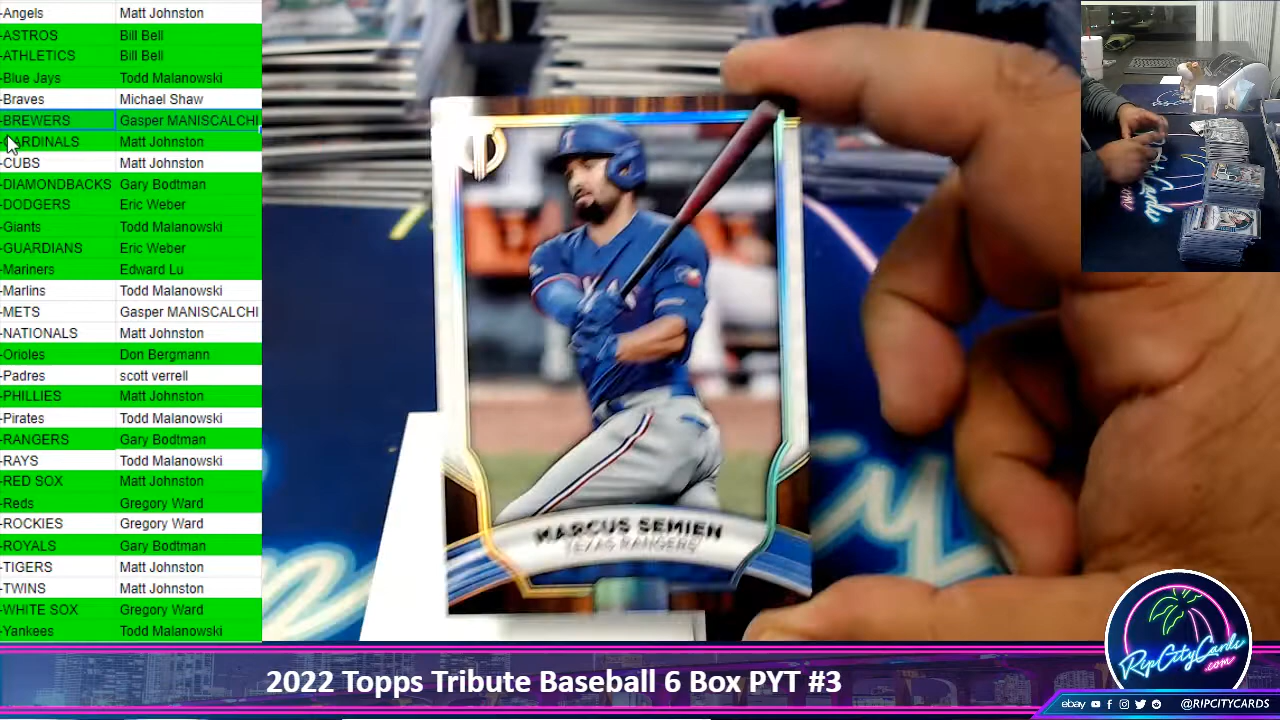 -Angels Matt Johnston
-ASTROS Bill Bell
-ATHLETICS Bill Bell
-Blue Jays Todd Malanowski
-Braves Michael Shaw
-BREWERS Gasper MANISCALCHI
-CARDINALS Matt Johnston
-CUBS Matt Johnston
-DIAMONDBACKS Gary Bodtman
-DODGERS Eric Weber
-Giants Todd Malanowski
-GUARDIANS Eric Weber
-Mariners Edward Lu
-Marlins Todd Malanowski
-METS Gasper MANISCALCHI
-NATIONALS Matt Johnston
-Orioles Don Bergmann
-Padres scott verrell
-PHILLIES Matt Johnston
-Pirates Todd Malanowski
-RANGERS Gary Bodtman
-RAYS Todd Malanowski
-RED SOX Matt Johnston
-Reds Gregory Ward
-ROCKIES Gregory Ward
-ROYALS Gary Bodtman
-TIGERS Matt Johnston
-TWINS Matt Johnston
-WHITE SOX Gregory Ward
-Yankees Todd Malanowski
MARCUS SEMIEN
TEXAS RANGERS
2022 Topps Tribute Baseball 6 Box PYT #3
RipCityCards
.com
ebay @RIPCITYCARDS